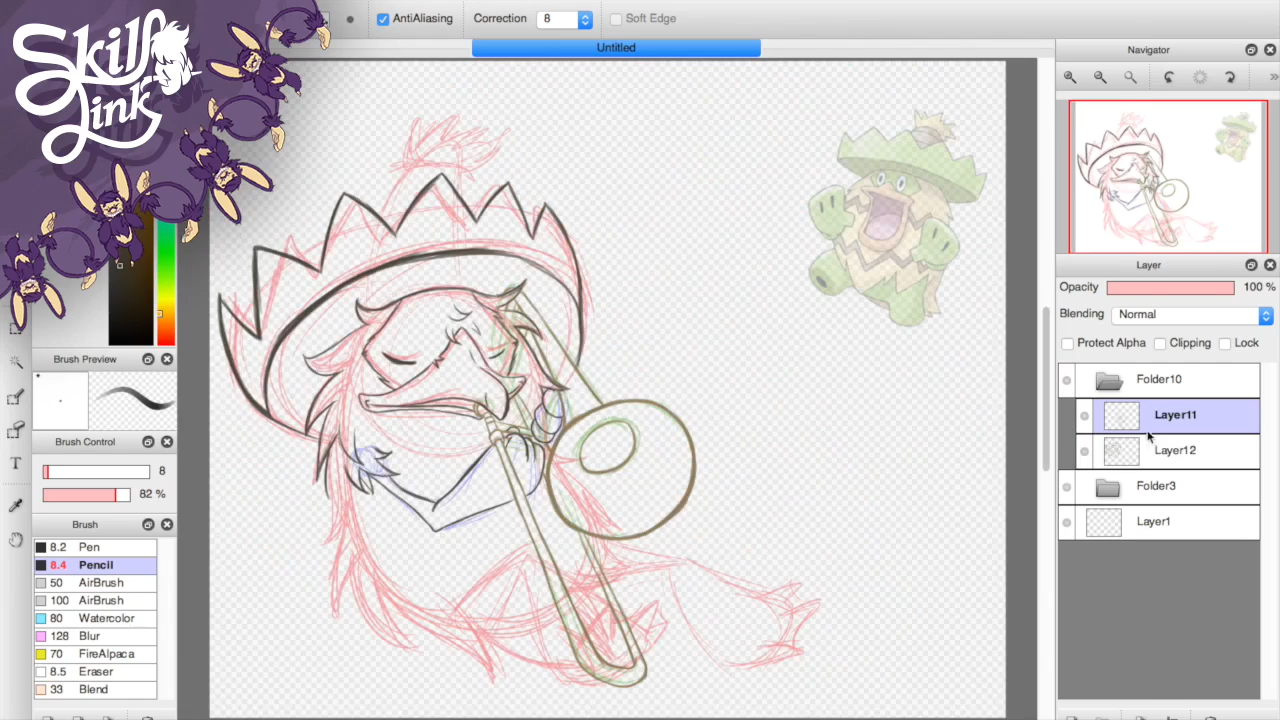 Skilf
Link
AntiAliasing
Correction
8
Soft Edge
Untitled
Navigator
Layer
Opacity
100 %
Blending
Normal
Protect Alpha
Clipping
Lock
Folder10
Layer11
Layer12
Folder3
Layer1
Brush Preview
Brush Control
8
82 %
Brush
8.2 Pen
8.4 Pencil
50 AirBrush
100 AirBrush
80 Watercolor
128 Blur
70 FireAlpaca
8.5 Eraser
33 Blend